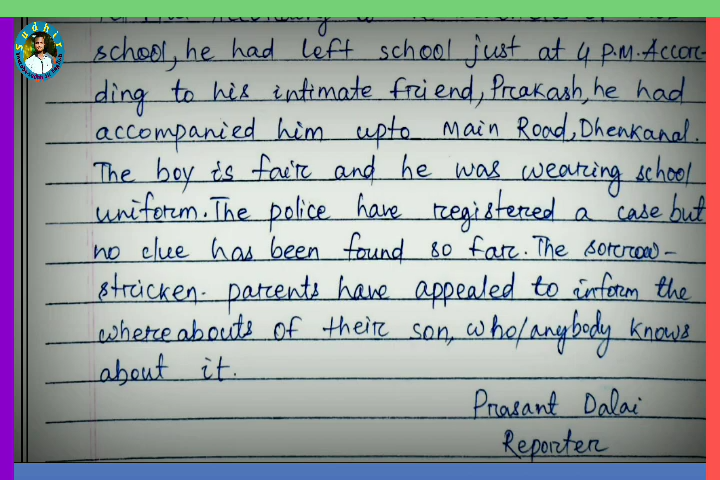 Sudhir
school, he had left school just at 4 P.M. Accor-
ding to his intimate friend, Prakash, he had
accompanied him upto Main Road, Dhenkanal.
The boy is fair and he was wearing school
uniform. The police have registered a case but
no clue has been found so far. The sorrow-
stricken. parents have appealed to inform the
whereabouts of their son, who/anybody knows
about it.
Prasant Dalai
Reporter